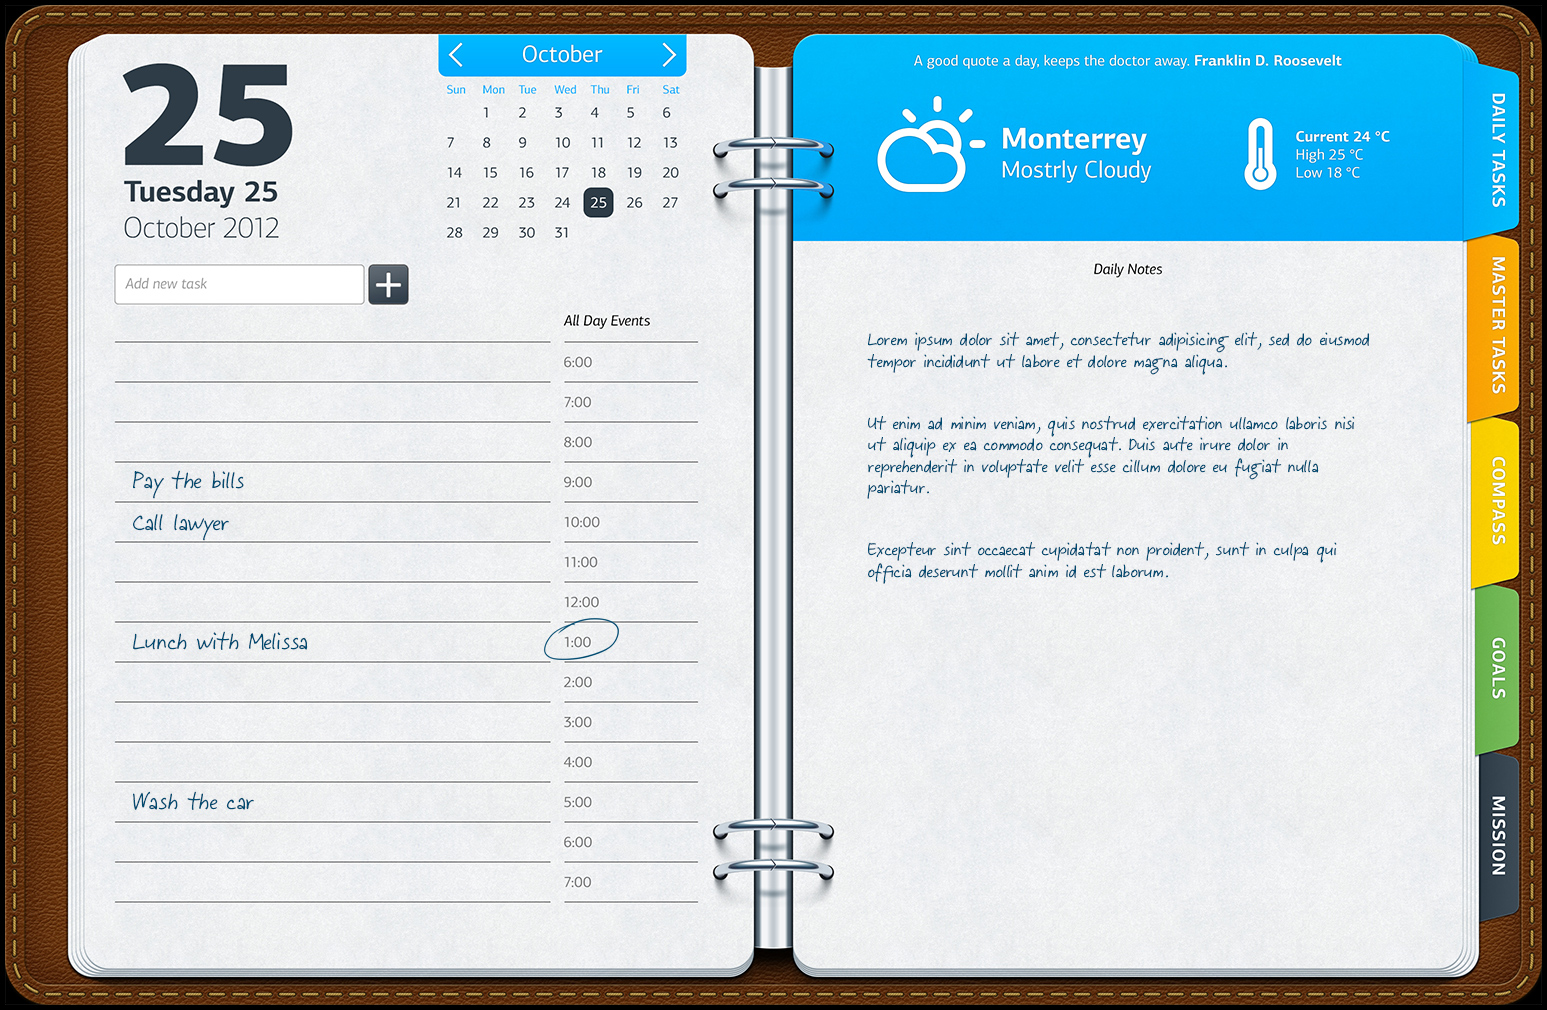 25
Tuesday 25
October 2012
October
Sun Mon Tue Wed Thu Fri Sat
1 2 3 4 5 6
7 8 9 10 11 12 13
14 15 16 17 18 19 20
21 22 23 24 25 26 27
28 29 30 31
Add new task
All Day Events
6:00
7:00
8:00
Pay the bills 9:00
Call lawyer 10:00
11:00
12:00
Lunch with Melissa 1:00
2:00
3:00
4:00
Wash the car 5:00
6:00
7:00
A good quote a day, keeps the doctor away. Franklin D. Roosevelt
Monterrey
Mostrly Cloudy
Current 24 °C
High 25 °C
Low 18 °C
Daily Notes
Lorem ipsum dolor sit amet, consectetur adipisicing elit, sed do eiusmod
tempor incididunt ut labore et dolore magna aliqua.
Ut enim ad minim veniam, quis nostrud exercitation ullamco laboris nisi
ut aliquip ex ea commodo consequat. Duis aute irure dolor in
reprehenderit in voluptate velit esse cillum dolore eu fugiat nulla
pariatur.
Excepteur sint occaecat cupidatat non proident, sunt in culpa qui
officia deserunt mollit anim id est laborum.
DAILY TASKS
MASTER TASKS
COMPASS
GOALS
MISSION